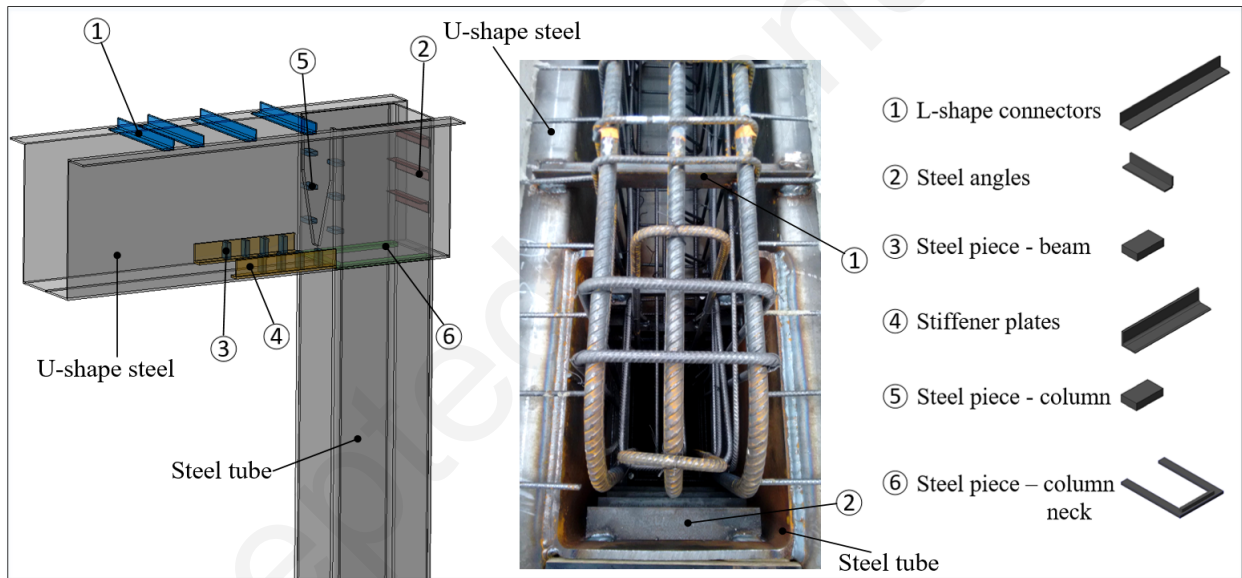 ①
⑤
②
U-shape steel
③
④
⑥
U-shape steel
Steel tube
①
②
Steel tube
① L-shape connectors
② Steel angles
③ Steel piece - beam
④ Stiffener plates
⑤ Steel piece - column
⑥ Steel piece – column
neck